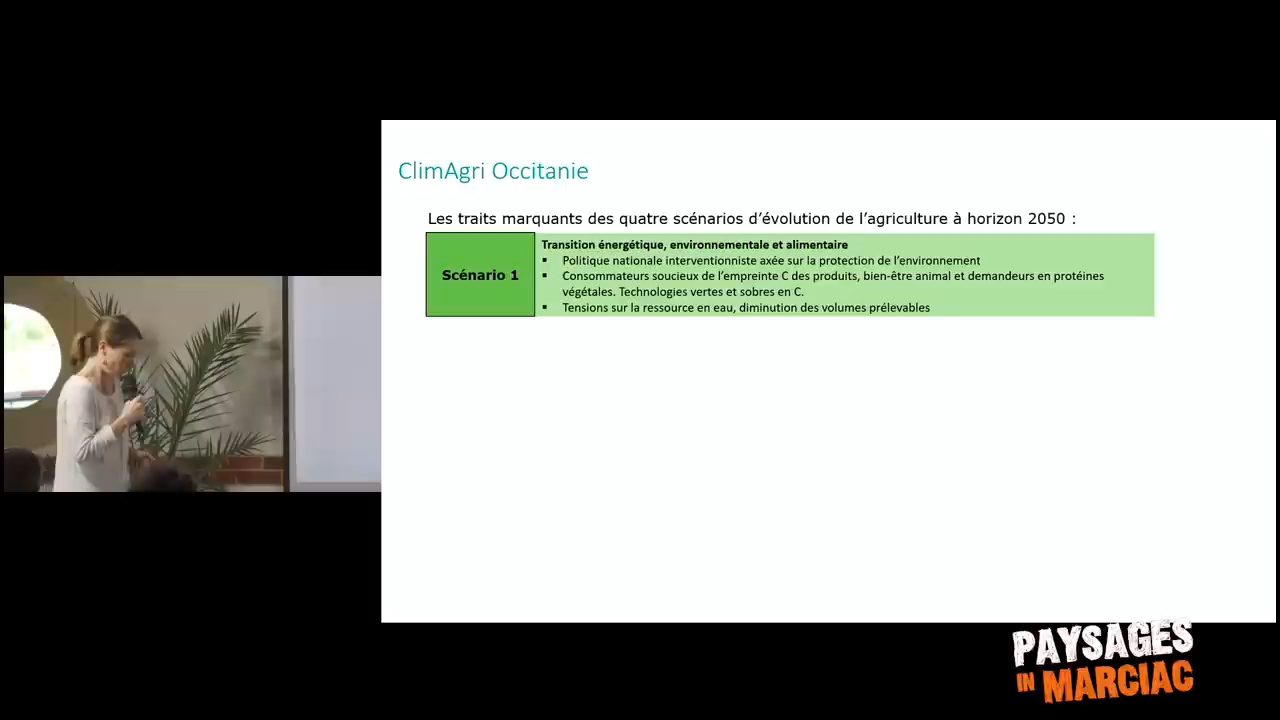 ClimAgri Occitanie
Les traits marquants des quatre scénarios d’évolution de l’agriculture à horizon 2050 :
Scénario 1
Transition énergétique, environnementale et alimentaire
▪ Politique nationale interventionniste axée sur la protection de l’environnement
▪ Consommateurs soucieux de l’empreinte C des produits, bien-être animal et demandeurs en protéines
végétales. Technologies vertes et sobres en C.
▪ Tensions sur la ressource en eau, diminution des volumes prélevables
PAYSAGES
IN MARCIAC